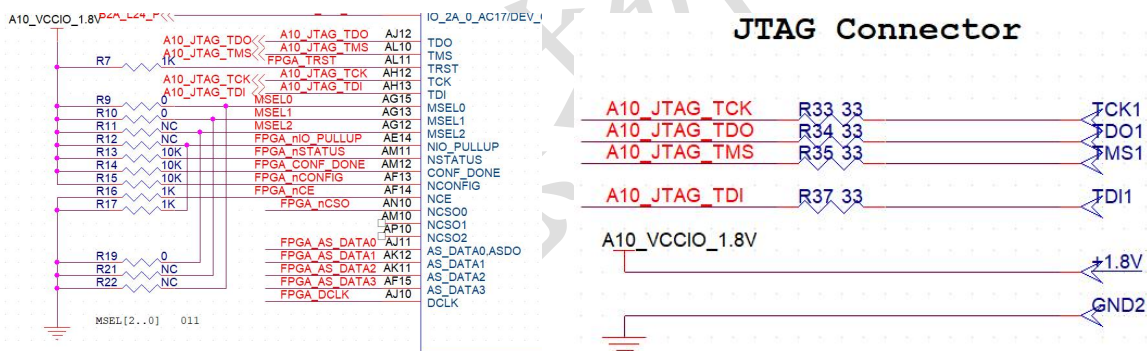 A10_VCCIO_1.8V
B2A_L24_P
IO_2A_0_AC17/DEV_
A10_JTAG_TDO A10_JTAG_TDO AJ12 TDO
A10_JTAG_TMS A10_JTAG_TMS AL10 TMS
R7 1K FPGA_TRST AL11 TRST
A10_JTAG_TCK A10_JTAG_TCK AH12 TCK
A10_JTAG_TDI A10_JTAG_TDI AH13 TDI
R9 0 MSEL0 AG15 MSEL0
R10 0 MSEL1 AG13 MSEL1
R11 NC MSEL2 AG12 MSEL2
R12 NC FPGA_nIO_PULLUP AE14 NIO_PULLUP
R13 10K FPGA_nSTATUS AM11 NSTATUS
R14 10K FPGA_CONF_DONE AM12 CONF_DONE
R15 10K FPGA_nCONFIG AF13 NCONFIG
R16 1K FPGA_nCE AF14 NCE
R17 1K FPGA_nCSO AN10 NCSO0
AM10 NCSO1
AP10 NCSO2
R19 0
R21 NC
R22 NC
FPGA_AS_DATA0 AJ11 AS_DATA0,ASDO
FPGA_AS_DATA1 AK12 AS_DATA1
FPGA_AS_DATA2 AK11 AS_DATA2
FPGA_AS_DATA3 AF15 AS_DATA3
FPGA_DCLK AJ10 DCLK
MSEL[2..0] 011
JTAG Connector
A10_JTAG_TCK R33 33 TCK1
A10_JTAG_TDO R34 33 TDO1
A10_JTAG_TMS R35 33 TMS1
A10_JTAG_TDI R37 33 TDI1
A10_VCCIO_1.8V
+1.8V
GND2